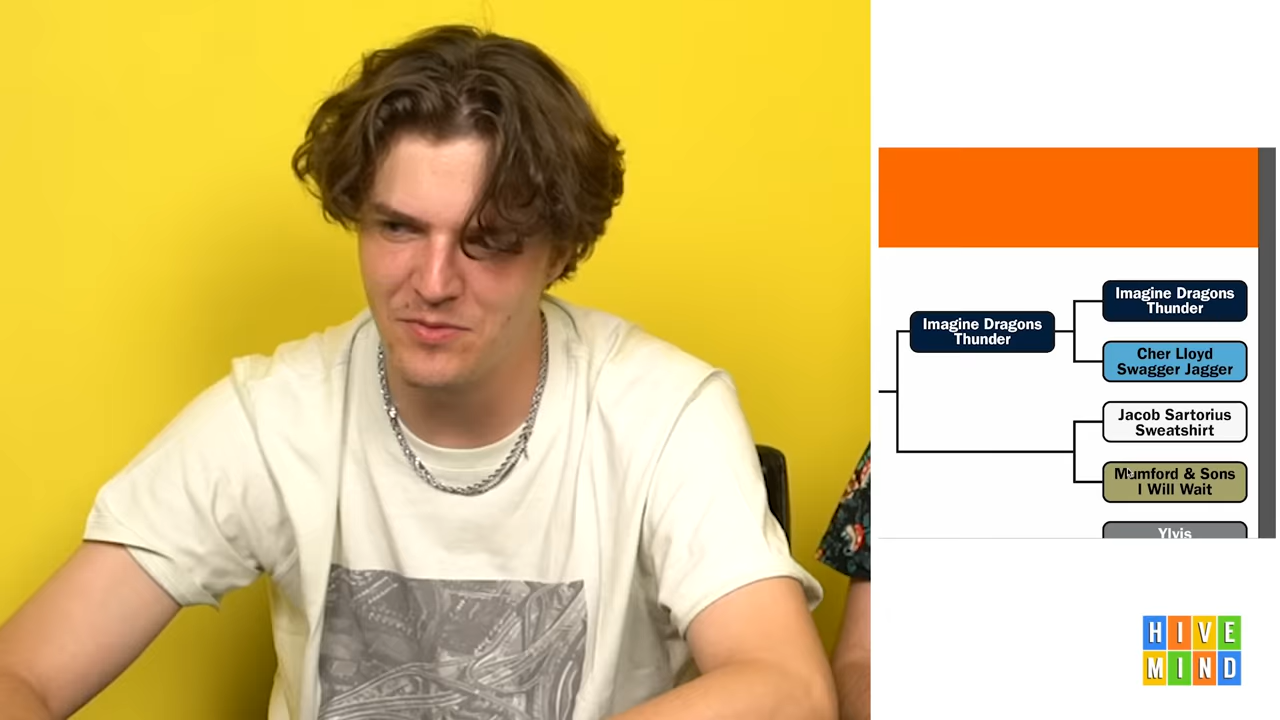 Imagine Dragons
Thunder
Imagine Dragons
Thunder
Cher Lloyd
Swagger Jagger
Jacob Sartorius
Sweatshirt
Mumford & Sons
I Will Wait
Ylvis
HIVE
MIND